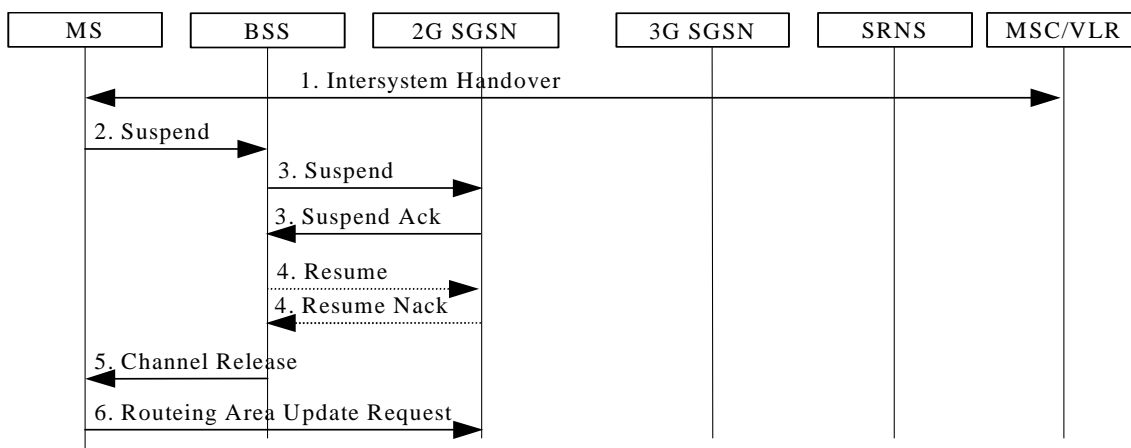 MS BSS 2G SGSN 3G SGSN SRNS MSC/VLR
1. Intersystem Handover
2. Suspend
3. Suspend
3. Suspend Ack
4. Resume
4. Resume Nack
5. Channel Release
6. Routeing Area Update Request